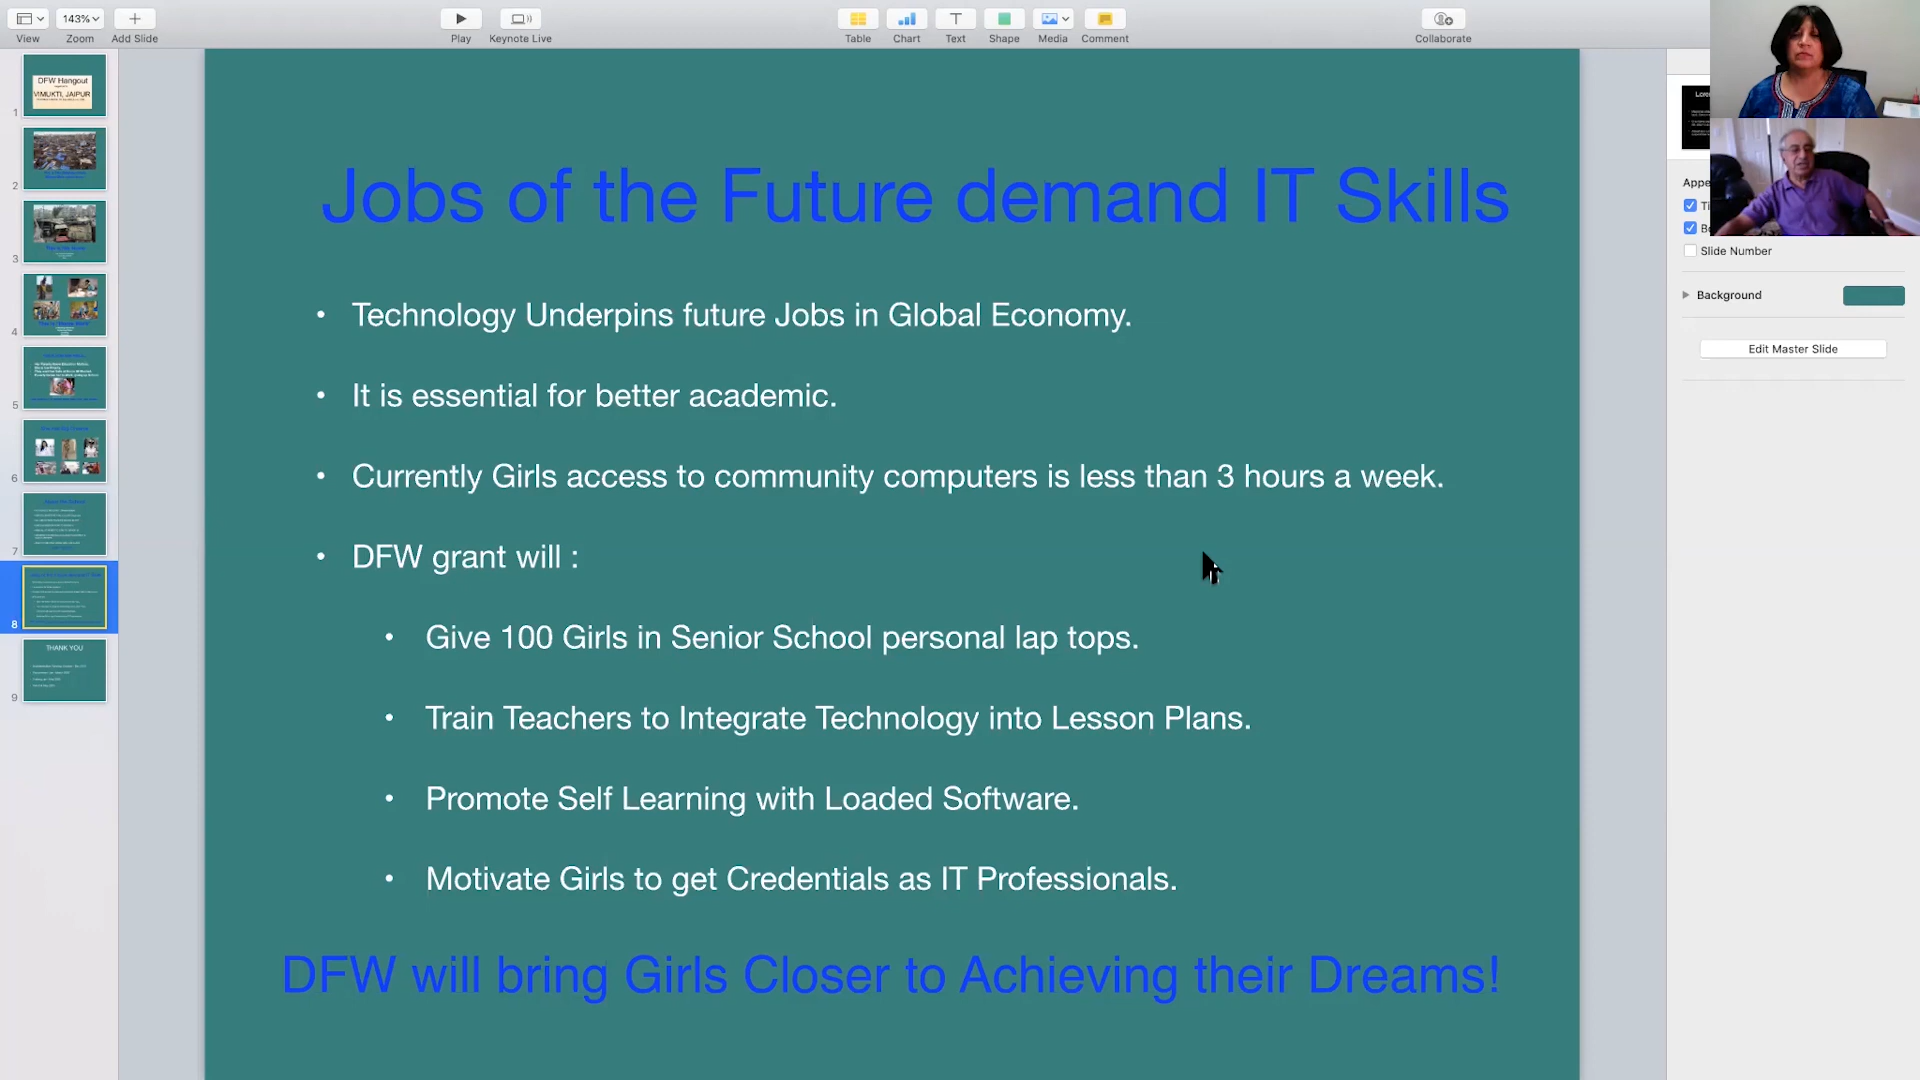 143%
View
Zoom
Add Slide
Play
Keynote Live
Table
Chart
Text
Shape
Media
Comment
Collaborate
DFW Hangout
VIMUKTI, JAIPUR
1
2
3
4
5
6
7
8
THANK YOU
9
Jobs of the Future demand IT Skills
• Technology Underpins future Jobs in Global Economy.
• It is essential for better academic.
• Currently Girls access to community computers is less than 3 hours a week.
• DFW grant will :
• Give 100 Girls in Senior School personal lap tops.
• Train Teachers to Integrate Technology into Lesson Plans.
• Promote Self Learning with Loaded Software.
• Motivate Girls to get Credentials as IT Professionals.
DFW will bring Girls Closer to Achieving their Dreams!
Slide Number
Background
Edit Master Slide